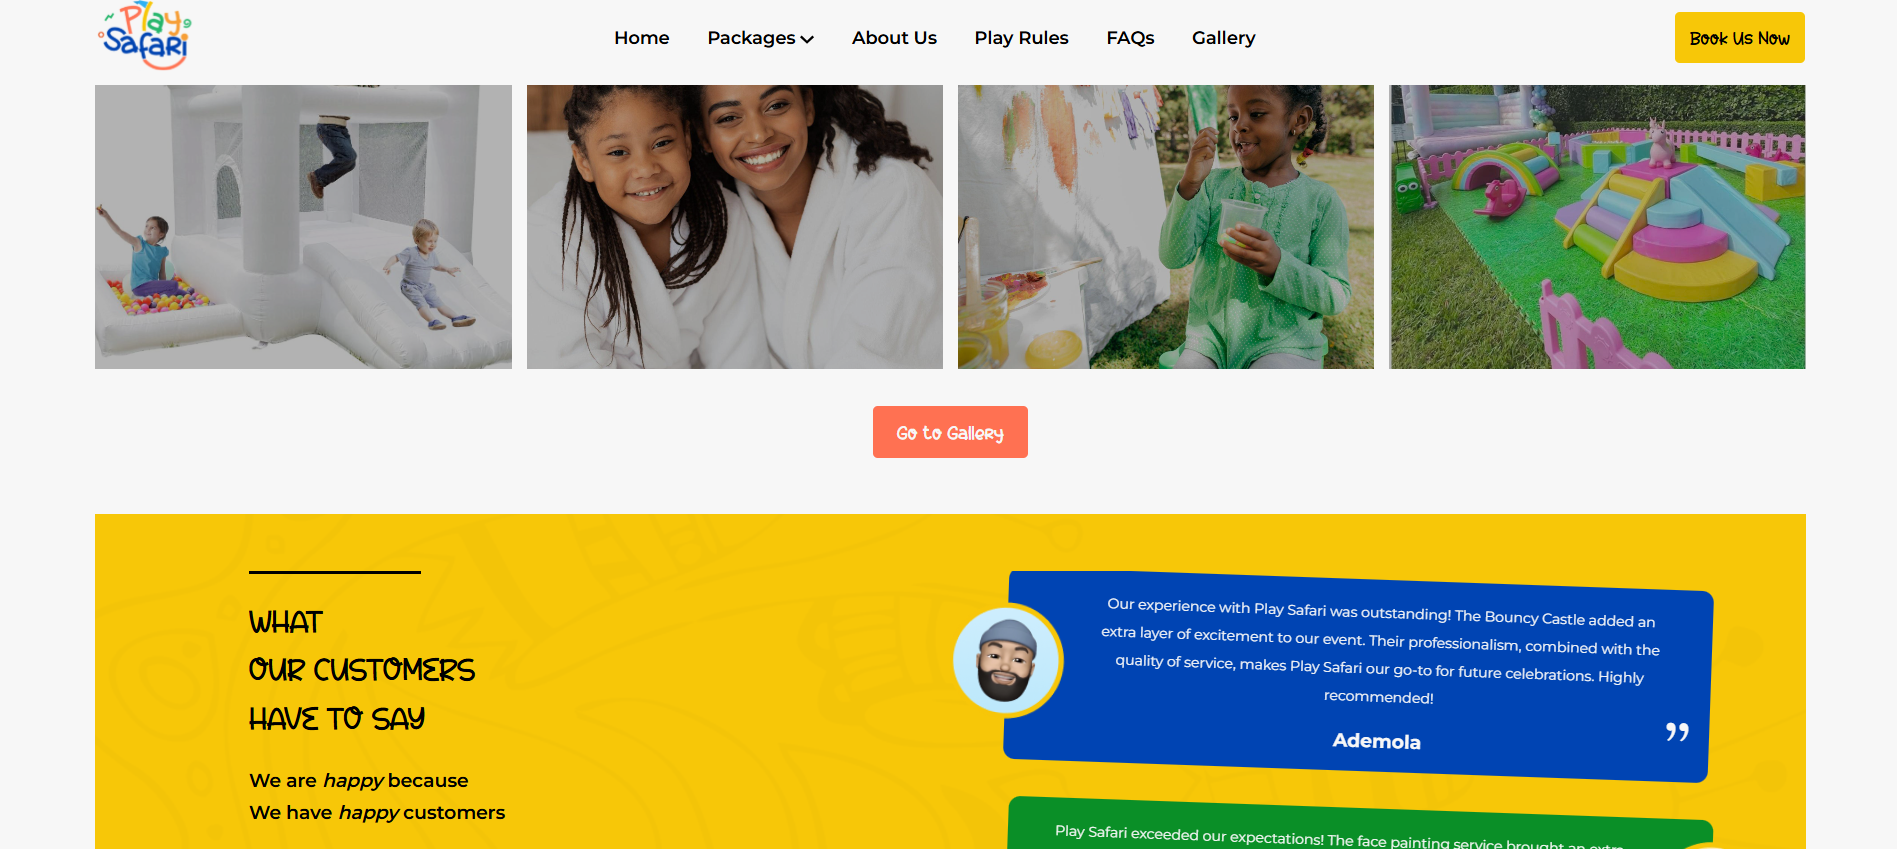 Play
Safari
Home Packages About Us Play Rules FAQs Gallery
Book Us Now
Go to Gallery
WHAT
OUR CUSTOMERS
HAVE TO SAY
We are happy because
We have happy customers
Our experience with Play Safari was outstanding! The Bouncy Castle added an
extra layer of excitement to our event. Their professionalism, combined with the
quality of service, makes Play Safari our go-to for future celebrations. Highly
recommended!
Ademola
”
Play Safari exceeded our expectations! The face painting service brought an extra